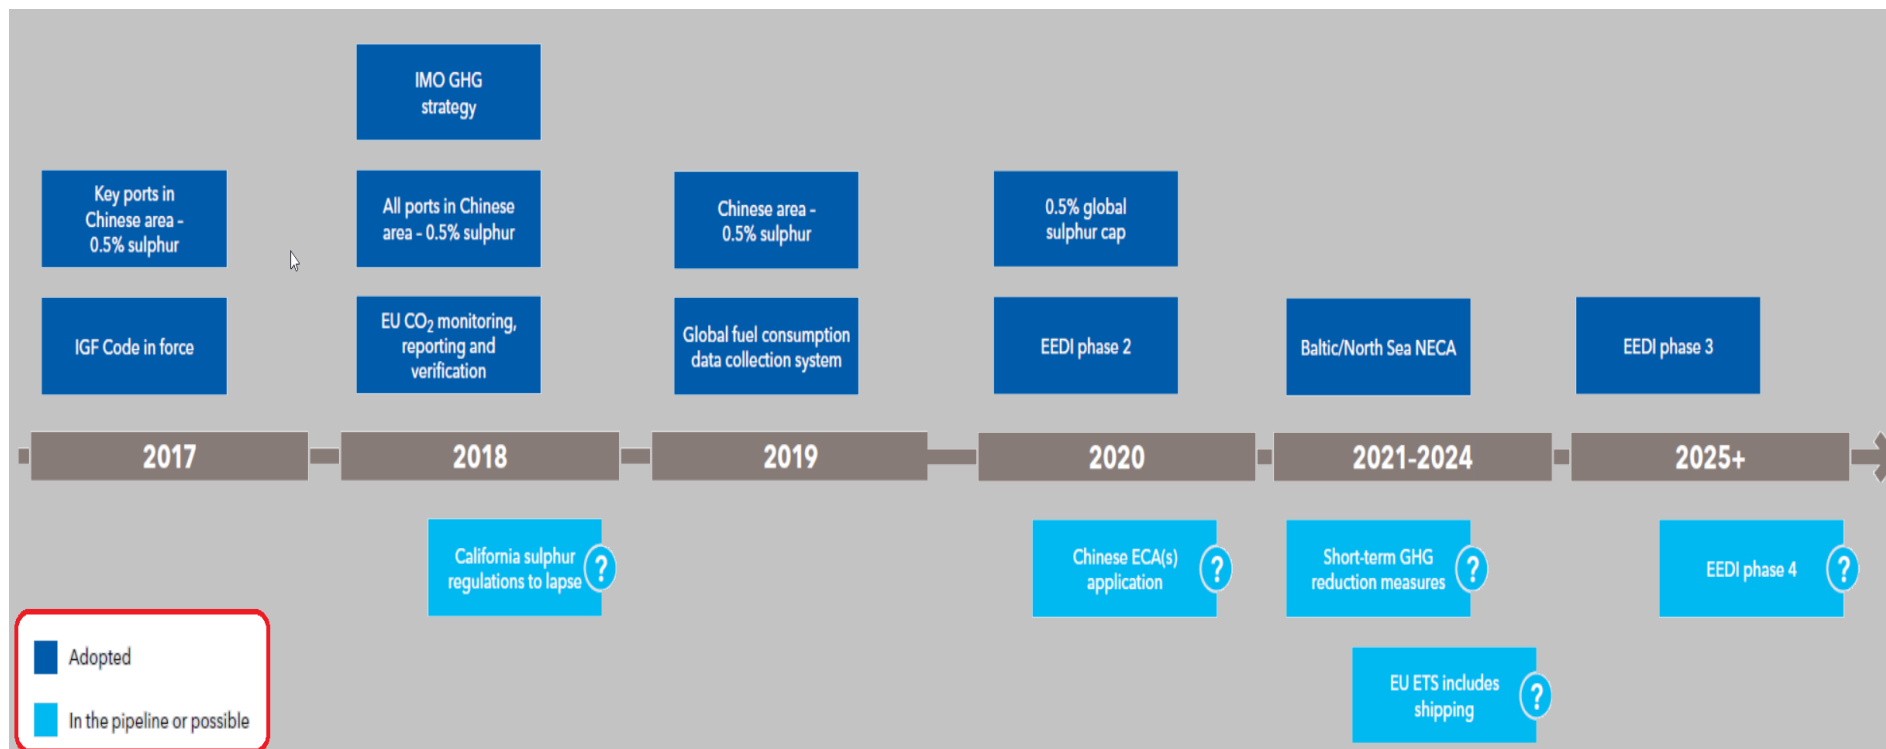 IMO GHG
strategy
Key ports in
Chinese area –
0.5% sulphur
All ports in Chinese
area – 0.5% sulphur
Chinese area –
0.5% sulphur
0.5% global
sulphur cap
IGF Code in force
EU CO₂ monitoring,
reporting and
verification
Global fuel consumption
data collection system
EEDI phase 2
Baltic/North Sea NECA
EEDI phase 3
2017
2018
2019
2020
2021-2024
2025+
California sulphur
regulations to lapse
?
Chinese ECA(s)
application
?
Short-term GHG
reduction measures
?
EEDI phase 4
?
EU ETS includes
shipping
?
Adopted
In the pipeline or possible